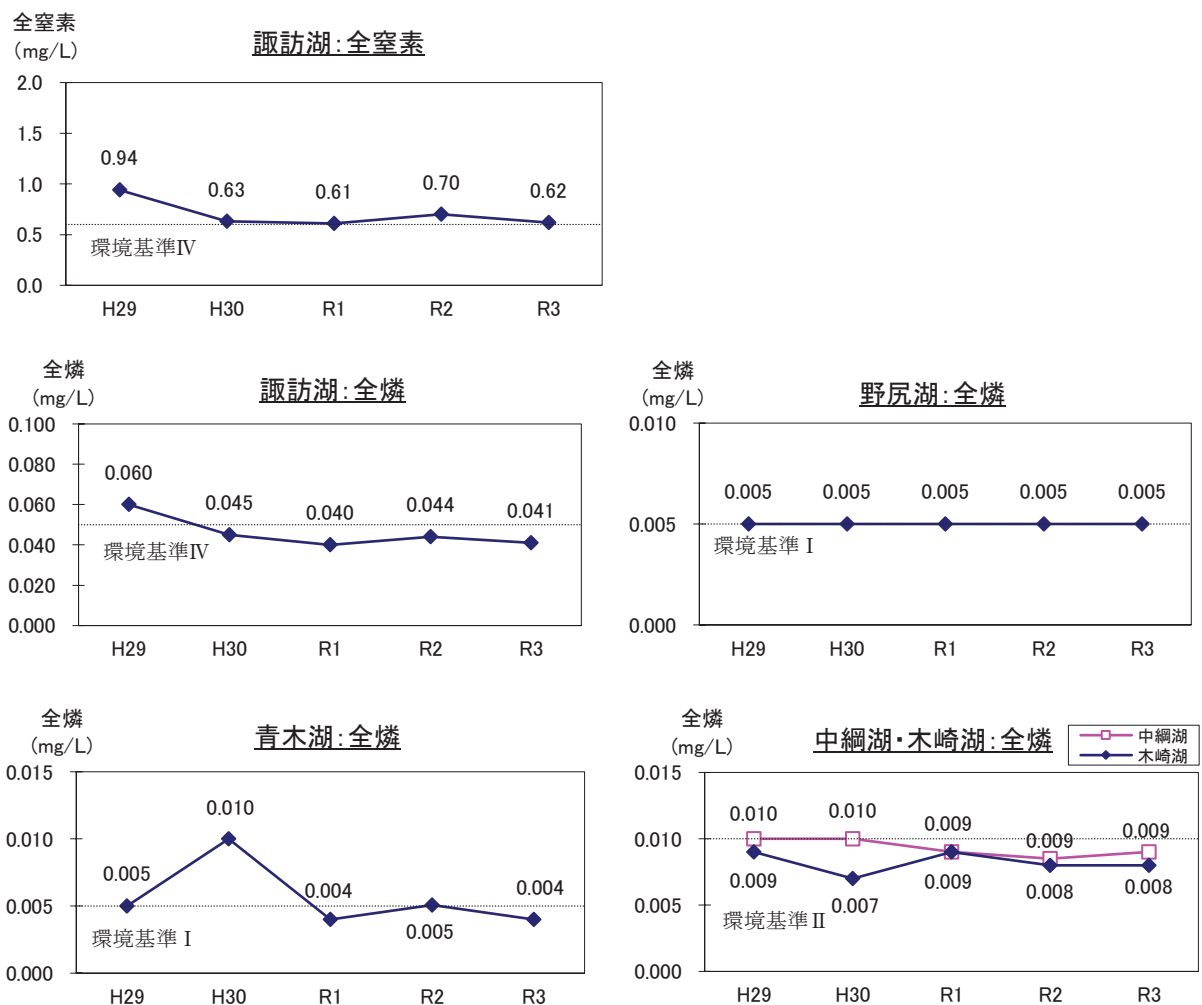 全窒素
(mg/L)
諏訪湖：全窒素
2.0
1.5
1.0
0.5
0.0
0.94
0.63
0.61
0.70
0.62
環境基準Ⅳ
H29 H30 R1 R2 R3
全燐
(mg/L)
諏訪湖：全燐
0.100
0.080
0.060
0.040
0.020
0.000
0.060
0.045
0.040
0.044
0.041
環境基準Ⅳ
H29 H30 R1 R2 R3
全燐
(mg/L)
野尻湖：全燐
0.010
0.005
0.000
0.005 0.005 0.005 0.005 0.005
環境基準Ⅰ
H29 H30 R1 R2 R3
全燐
(mg/L)
青木湖：全燐
0.015
0.010
0.005
0.000
0.005
0.010
0.004
0.005
0.004
環境基準Ⅰ
H29 H30 R1 R2 R3
全燐
(mg/L)
中綱湖・木崎湖：全燐
中綱湖
木崎湖
0.015
0.010
0.005
0.000
0.010 0.010 0.009 0.009 0.009
0.009 0.007 0.009 0.008 0.008
環境基準Ⅱ
H29 H30 R1 R2 R3